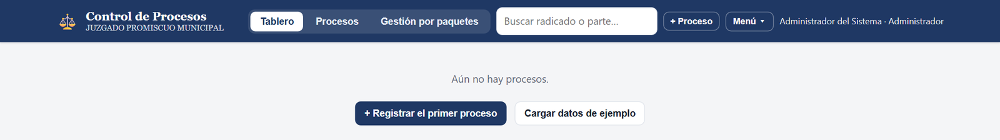 Control de Procesos
JUZGADO PROMISCUO MUNICIPAL
Tablero
Procesos
Gestión por paquetes
Buscar radicado o parte...
+ Proceso
Menú ▾
Administrador del Sistema · Administrador
Aún no hay procesos.
+ Registrar el primer proceso
Cargar datos de ejemplo